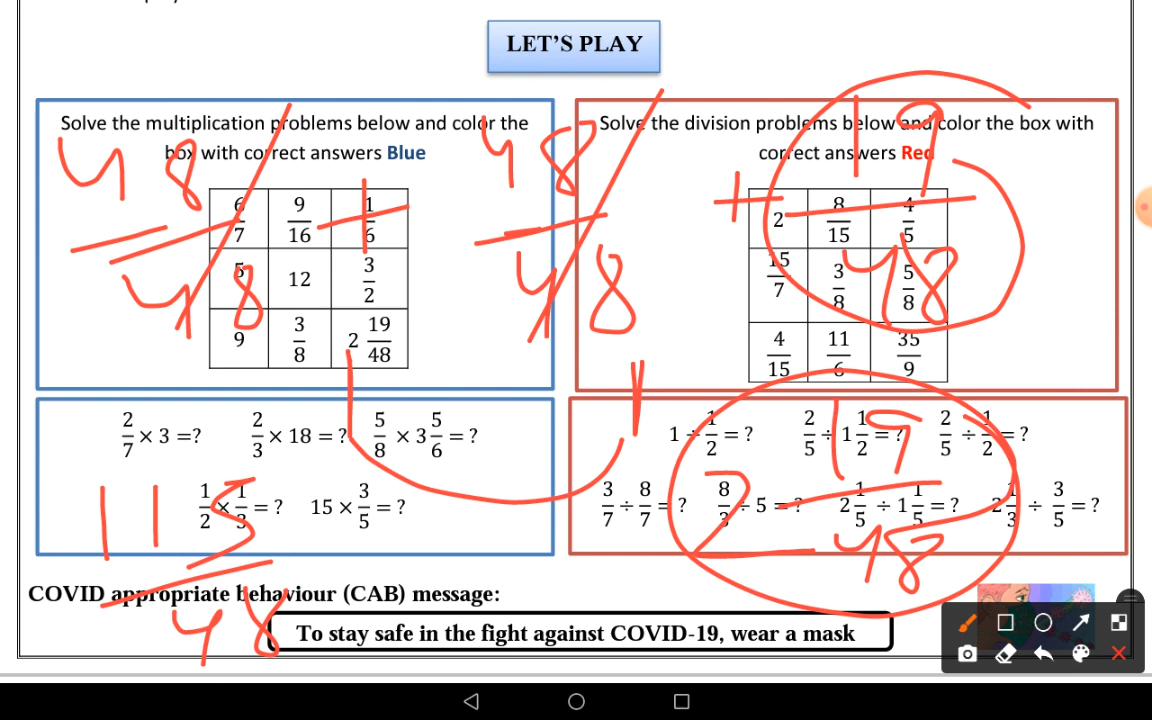 LET'S PLAY
Solve the multiplication problems below and color the
box with correct answers Blue
6/7 9/16 1/6
5 12 3/2
9 3/8 2 19/48
Solve the division problems below and color the box with
correct answers Red
2 8/15 4/5
15/7 3/8 5/8
4/15 11/6 35/9
2/7 × 3 =? 2/3 × 18 = ? 5/8 × 3 5/6 = ?
1/2 × 1/3 = ? 15 × 3/5 = ?
1 ÷ 1/2 = ? 2/5 ÷ 1 1/2 = ? 2/5 ÷ 1/2 = ?
3/7 ÷ 8/7 = ? 8/3 ÷ 5 = ? 2 1/5 ÷ 1 1/5 = ? 2 1/3 ÷ 3/5 = ?
48/48
48/48
+
19/48
115/48
2 19/48
COVID appropriate behaviour (CAB) message:
To stay safe in the fight against COVID-19, wear a mask